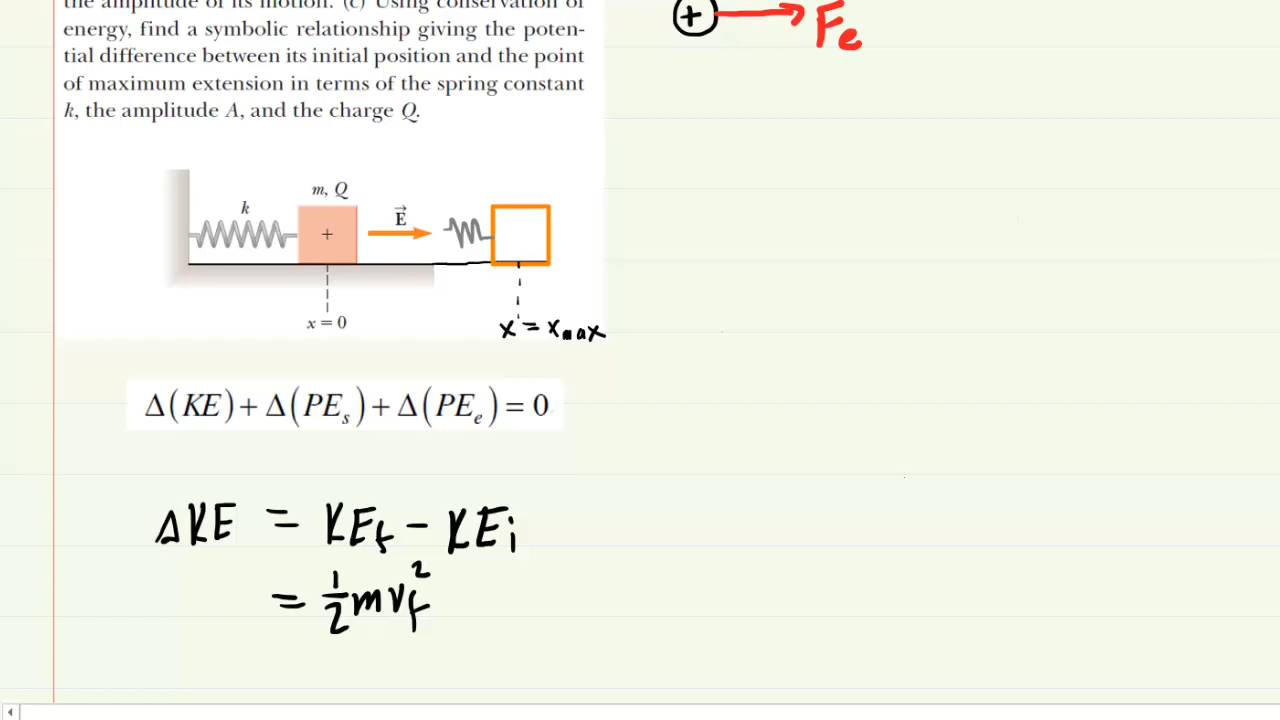 the amplitude of its motion. (c) Using conservation of
energy, find a symbolic relationship giving the poten-
tial difference between its initial position and the point
of maximum extension in terms of the spring constant
k, the amplitude A, and the charge Q.
+ Fe
m, Q
k
E⃗
+
x = 0
x = xmax
Δ(KE) + Δ(PEₛ) + Δ(PEₑ) = 0
ΔKE = KEf − KEi
= ½mvf²